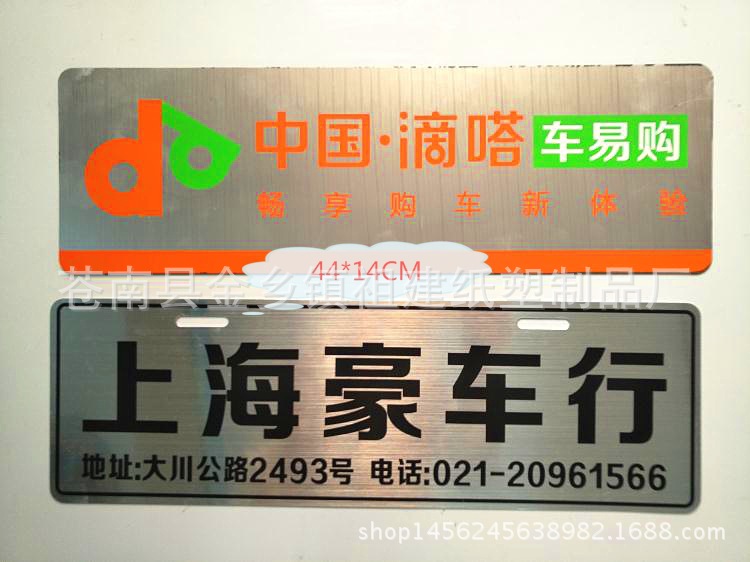 中国·滴嗒 车易购
畅享购车新体验
44*14CM
苍南县金乡镇柏建纸塑制品厂
上海豪车行
地址:大川公路2493号 电话:021-20961566
shop1456245638982.1688.com